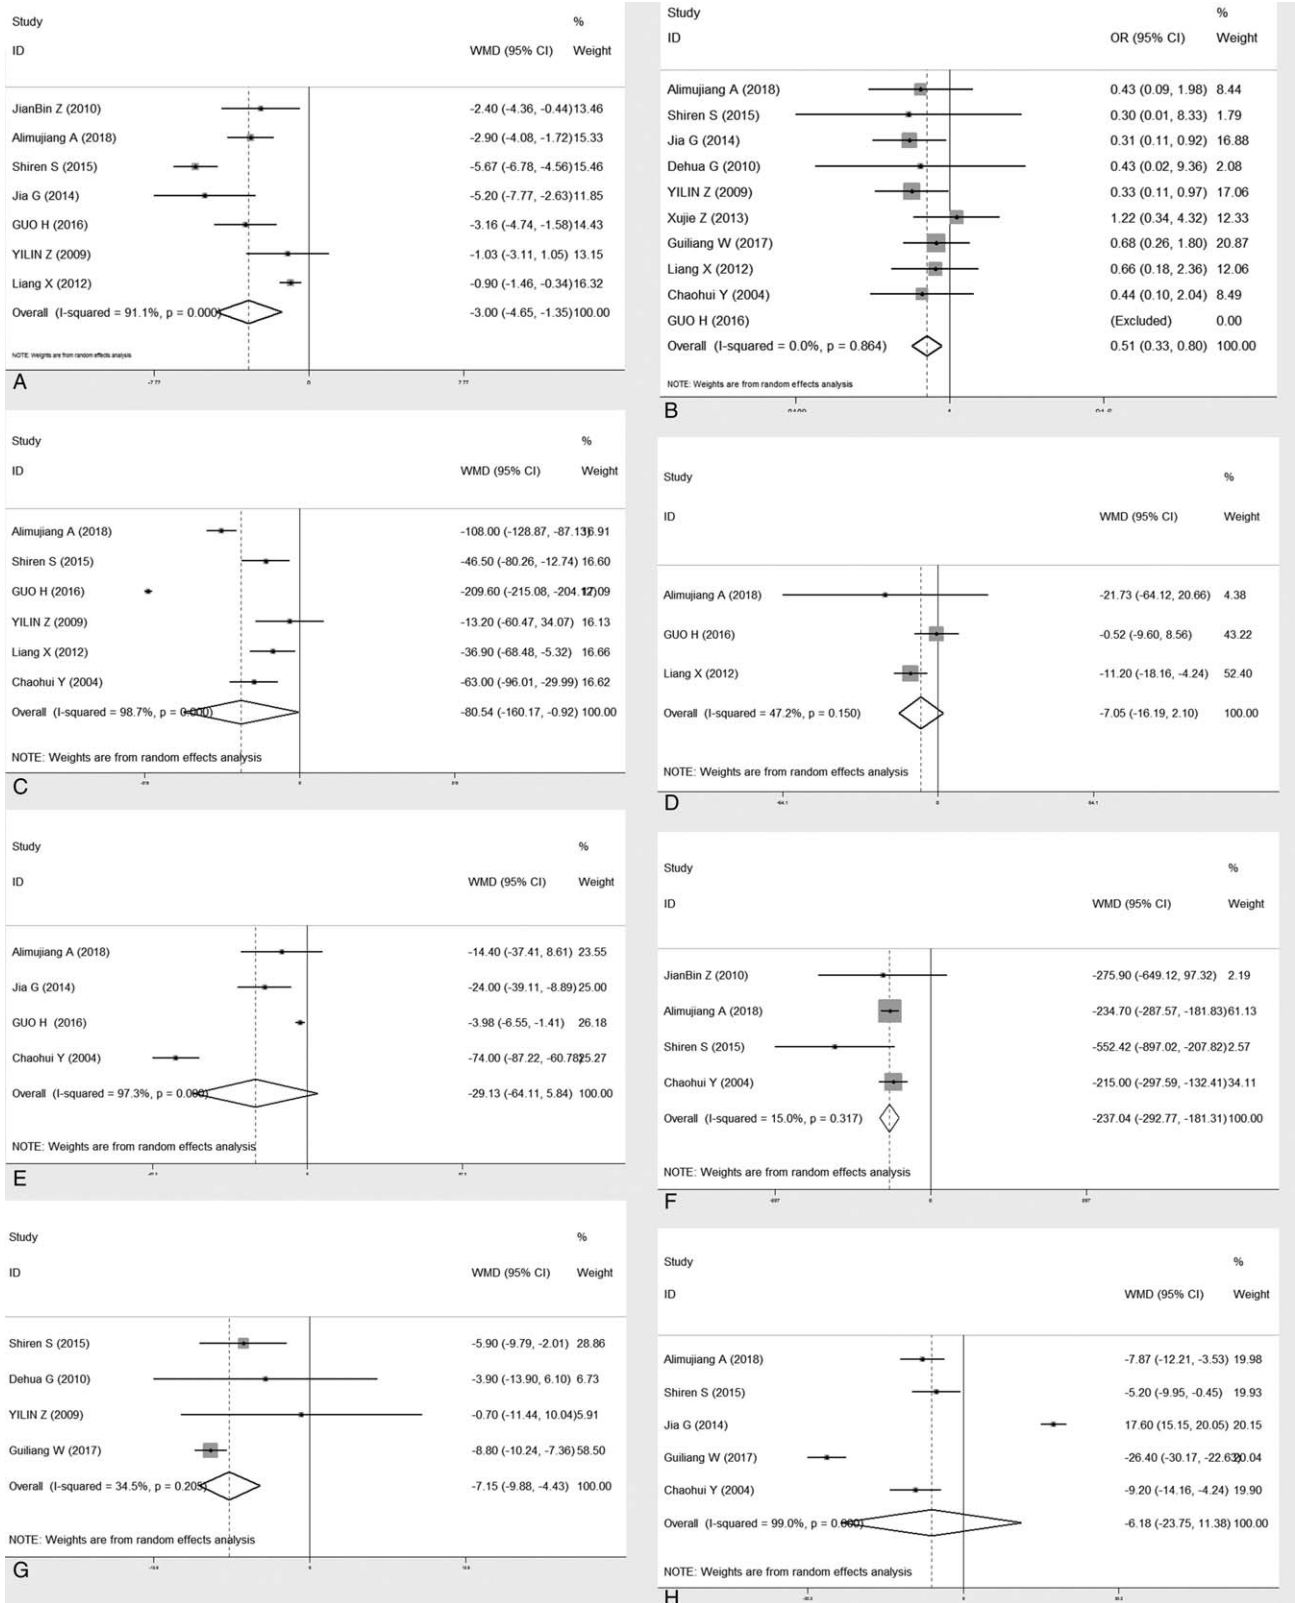 Study %
ID WMD (95% CI) Weight
JianBin Z (2010) -2.40 (-4.36, -0.44) 13.46
Alimujiang A (2018) -2.90 (-4.08, -1.72) 15.33
Shiren S (2015) -5.67 (-6.78, -4.56) 15.46
Jia G (2014) -5.20 (-7.77, -2.63) 11.85
GUO H (2016) -3.16 (-4.74, -1.58) 14.43
YILIN Z (2009) -1.03 (-3.11, 1.05) 13.15
Liang X (2012) -0.90 (-1.46, -0.34) 16.32
Overall (I-squared = 91.1%, p = 0.000) -3.00 (-4.65, -1.35) 100.00
NOTE: Weights are from random effects analysis
-7.77 0 7.77
A
Study %
ID OR (95% CI) Weight
Alimujiang A (2018) 0.43 (0.09, 1.98) 8.44
Shiren S (2015) 0.30 (0.01, 8.33) 1.79
Jia G (2014) 0.31 (0.11, 0.92) 16.88
Dehua G (2010) 0.43 (0.02, 9.36) 2.08
YILIN Z (2009) 0.33 (0.11, 0.97) 17.06
Xujie Z (2013) 1.22 (0.34, 4.32) 12.33
Guiliang W (2017) 0.68 (0.26, 1.80) 20.87
Liang X (2012) 0.66 (0.18, 2.36) 12.06
Chaohui Y (2004) 0.44 (0.10, 2.04) 8.49
GUO H (2016) (Excluded) 0.00
Overall (I-squared = 0.0%, p = 0.864) 0.51 (0.33, 0.80) 100.00
NOTE: Weights are from random effects analysis
1
B
Study %
ID WMD (95% CI) Weight
Alimujiang A (2018) -108.00 (-128.87, -87.13) 16.91
Shiren S (2015) -46.50 (-80.26, -12.74) 16.60
GUO H (2016) -209.60 (-215.08, -204.12) 17.09
YILIN Z (2009) -13.20 (-60.47, 34.07) 16.13
Liang X (2012) -36.90 (-68.48, -5.32) 16.66
Chaohui Y (2004) -63.00 (-96.01, -29.99) 16.62
Overall (I-squared = 98.7%, p = 0.000) -80.54 (-160.17, -0.92) 100.00
NOTE: Weights are from random effects analysis
0
C
Study %
ID WMD (95% CI) Weight
Alimujiang A (2018) -21.73 (-64.12, 20.66) 4.38
GUO H (2016) -0.52 (-9.60, 8.56) 43.22
Liang X (2012) -11.20 (-18.16, -4.24) 52.40
Overall (I-squared = 47.2%, p = 0.150) -7.05 (-16.19, 2.10) 100.00
NOTE: Weights are from random effects analysis
-64.1 0 64.1
D
Study %
ID WMD (95% CI) Weight
Alimujiang A (2018) -14.40 (-37.41, 8.61) 23.55
Jia G (2014) -24.00 (-39.11, -8.89) 25.00
GUO H (2016) -3.98 (-6.55, -1.41) 26.18
Chaohui Y (2004) -74.00 (-87.22, -60.78) 25.27
Overall (I-squared = 97.3%, p = 0.000) -29.13 (-64.11, 5.84) 100.00
NOTE: Weights are from random effects analysis
0
E
Study %
ID WMD (95% CI) Weight
JianBin Z (2010) -275.90 (-649.12, 97.32) 2.19
Alimujiang A (2018) -234.70 (-287.57, -181.83) 61.13
Shiren S (2015) -552.42 (-897.02, -207.82) 2.57
Chaohui Y (2004) -215.00 (-297.59, -132.41) 34.11
Overall (I-squared = 15.0%, p = 0.317) -237.04 (-292.77, -181.31) 100.00
NOTE: Weights are from random effects analysis
-897 0 897
F
Study %
ID WMD (95% CI) Weight
Shiren S (2015) -5.90 (-9.79, -2.01) 28.86
Dehua G (2010) -3.90 (-13.90, 6.10) 6.73
YILIN Z (2009) -0.70 (-11.44, 10.04) 5.91
Guiliang W (2017) -8.80 (-10.24, -7.36) 58.50
Overall (I-squared = 34.5%, p = 0.205) -7.15 (-9.88, -4.43) 100.00
NOTE: Weights are from random effects analysis
0
G
Study %
ID WMD (95% CI) Weight
Alimujiang A (2018) -7.87 (-12.21, -3.53) 19.98
Shiren S (2015) -5.20 (-9.95, -0.45) 19.93
Jia G (2014) 17.60 (15.15, 20.05) 20.15
Guiliang W (2017) -26.40 (-30.17, -22.63) 20.04
Chaohui Y (2004) -9.20 (-14.16, -4.24) 19.90
Overall (I-squared = 99.0%, p = 0.000) -6.18 (-23.75, 11.38) 100.00
NOTE: Weights are from random effects analysis
0
H